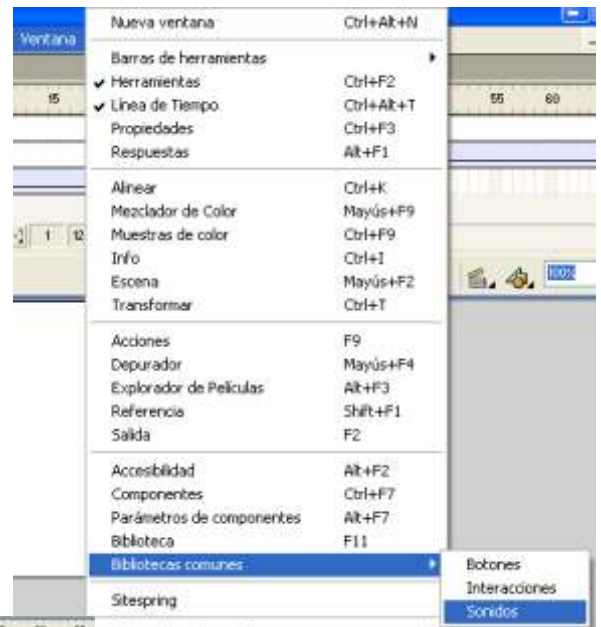 Ventana
Nueva ventana Ctrl+Alt+N
Barras de herramientas
Herramientas Ctrl+F2
Línea de Tiempo Ctrl+Alt+T
Propiedades Ctrl+F3
Respuestas Alt+F1
15 55 60
Alinear Ctrl+K
Mezclador de Color Mayús+F9
Muestras de color Ctrl+F9
1 12
Info Ctrl+I
Escena Mayús+F2
100%
Transformar Ctrl+T
Acciones F9
Depurador Mayús+F4
Explorador de Películas Alt+F3
Referencia Shift+F1
Salida F2
Accesibilidad Alt+F2
Componentes Ctrl+F7
Parámetros de componentes Alt+F7
Biblioteca F11
Bibliotecas comunes
Botones
Interacciones
Sonidos
Sitespring